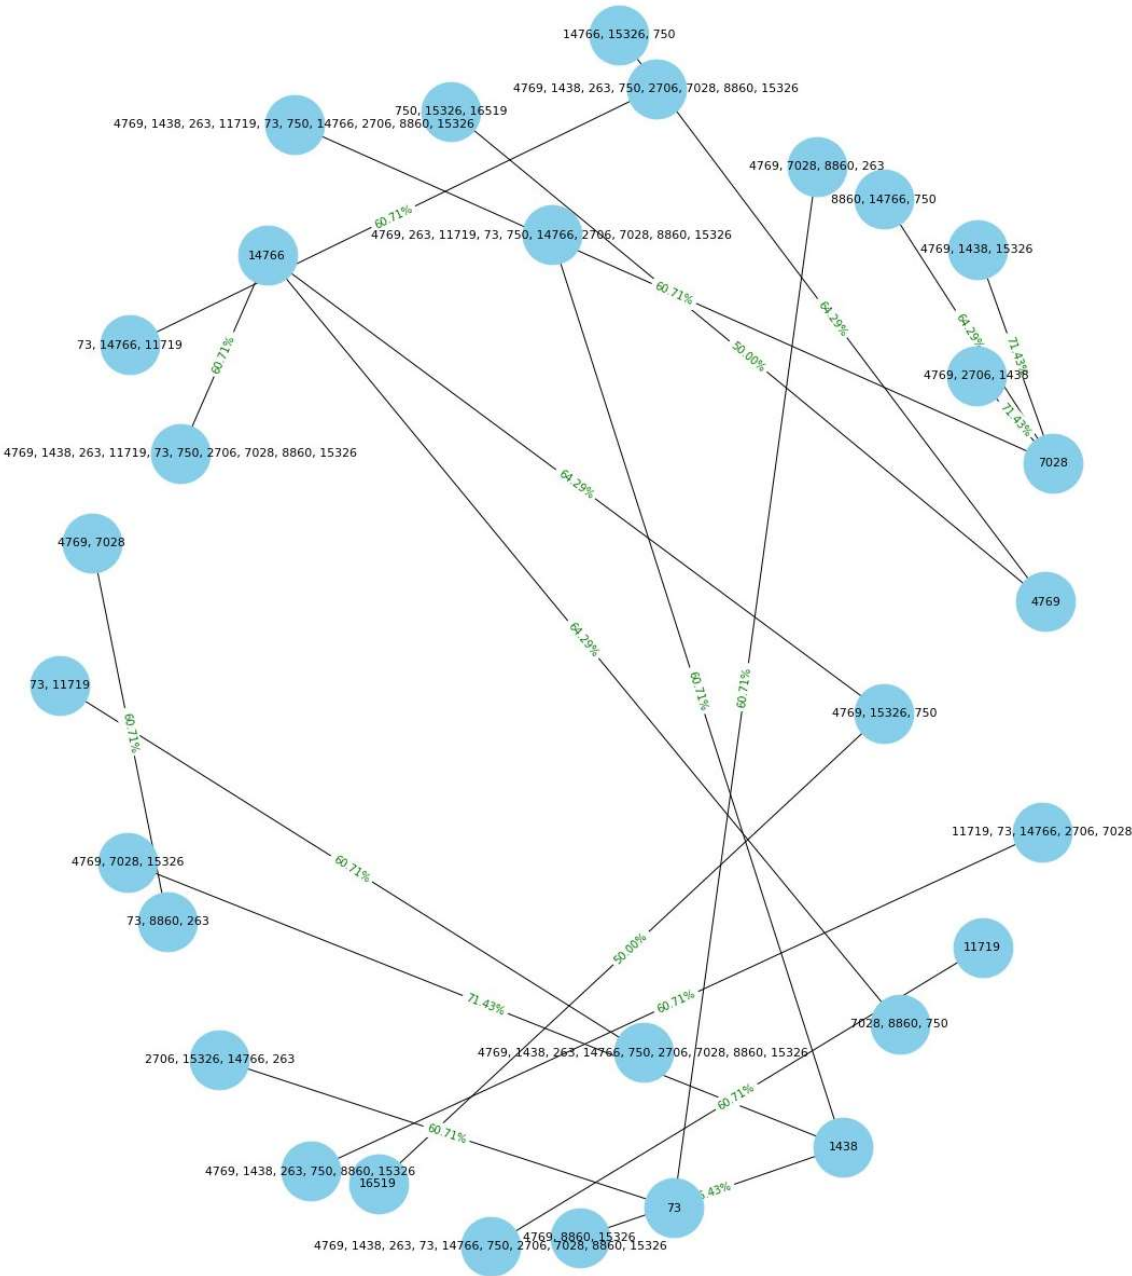 14766, 15326, 750
4769, 1438, 263, 750, 2706, 7028, 8860, 15326
750, 15326, 16519
4769, 1438, 263, 11719, 73, 750, 14766, 2706, 8860, 15326
4769, 7028, 8860, 263
8860, 14766, 750
60.71%
4769, 263, 11719, 73, 750, 14766, 2706, 7028, 8860, 15326
4769, 1438, 15326
14766
60.71%
64.29%
64.29%
73, 14766, 11719
60.71%
50.00%
71.43%
4769, 2706, 1438
71.43%
4769, 1438, 263, 11719, 73, 750, 2706, 7028, 8860, 15326
7028
64.29%
4769, 7028
4769
64.29%
73, 11719
60.71%
60.71%
4769, 15326, 750
60.71%
11719, 73, 14766, 2706, 7028
4769, 7028, 15326
60.71%
73, 8860, 263
50.00%
11719
71.43%
60.71%
7028, 8860, 750
4769, 1438, 263, 14766, 750, 2706, 7028, 8860, 15326
2706, 15326, 14766, 263
60.71%
60.71%
1438
4769, 1438, 263, 750, 8860, 15326
16519
5.43%
73
4769, 8860, 15326
4769, 1438, 263, 73, 14766, 750, 2706, 7028, 8860, 15326